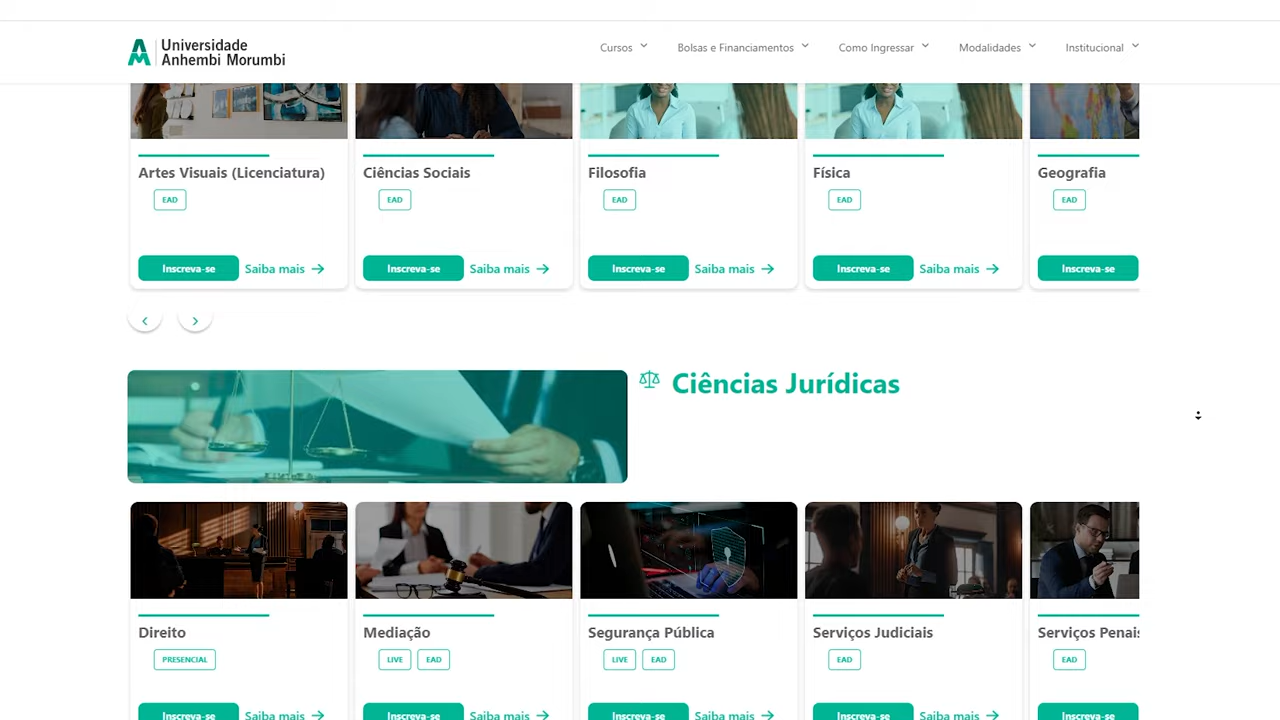 Universidade
Anhembi Morumbi
Cursos
Bolsas e Financiamentos
Como Ingressar
Modalidades
Institucional
Artes Visuais (Licenciatura)
EAD
Inscreva-se
Saiba mais
Ciências Sociais
EAD
Inscreva-se
Saiba mais
Filosofia
EAD
Inscreva-se
Saiba mais
Física
EAD
Inscreva-se
Saiba mais
Geografia
EAD
Inscreva-se
Ciências Jurídicas
Direito
PRESENCIAL
Inscreva-se
Saiba mais
Mediação
LIVE
EAD
Inscreva-se
Saiba mais
Segurança Pública
LIVE
EAD
Inscreva-se
Saiba mais
Serviços Judiciais
EAD
Inscreva-se
Saiba mais
Serviços Penais
EAD
Inscreva-se